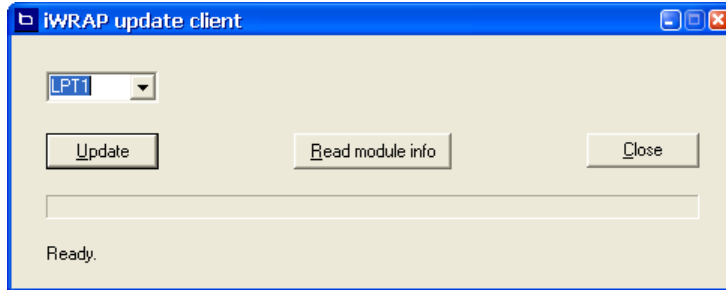 iWRAP update client
LPT1
Update Read module info Close
Ready.